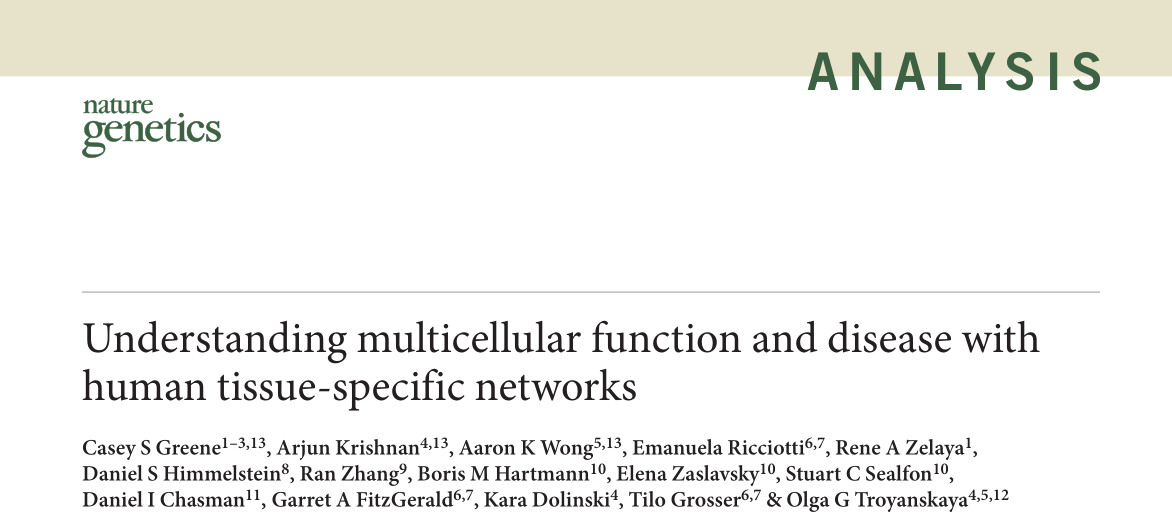 ANALYSIS
nature
genetics
Understanding multicellular function and disease with
human tissue-specific networks
Casey S Greene1–3,13, Arjun Krishnan4,13, Aaron K Wong5,13, Emanuela Ricciotti6,7, Rene A Zelaya1,
Daniel S Himmelstein8, Ran Zhang9, Boris M Hartmann10, Elena Zaslavsky10, Stuart C Sealfon10,
Daniel I Chasman11, Garret A FitzGerald6,7, Kara Dolinski4, Tilo Grosser6,7 & Olga G Troyanskaya4,5,12